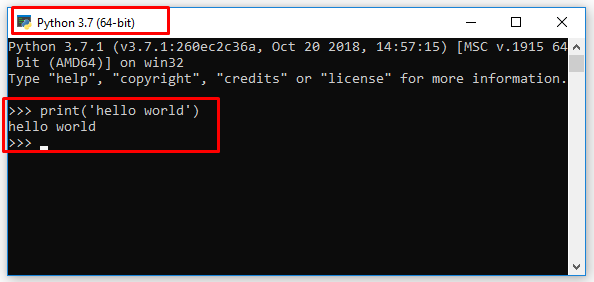 Python 3.7 (64-bit)
Python 3.7.1 (v3.7.1:260ec2c36a, Oct 20 2018, 14:57:15) [MSC v.1915 64
bit (AMD64)] on win32
Type "help", "copyright", "credits" or "license" for more information.
>>> print('hello world')
hello world
>>>